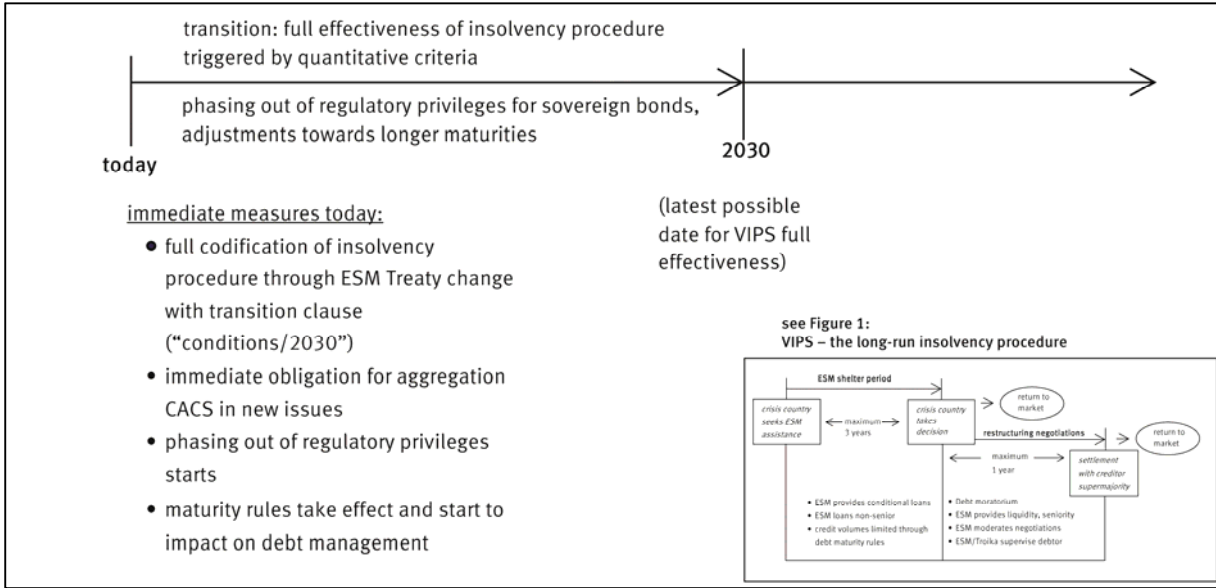 transition: full effectiveness of insolvency procedure
triggered by quantitative criteria
phasing out of regulatory privileges for sovereign bonds,
adjustments towards longer maturities
today
2030
immediate measures today:
• full codification of insolvency
procedure through ESM Treaty change
with transition clause
(“conditions/2030”)
• immediate obligation for aggregation
CACS in new issues
• phasing out of regulatory privileges
starts
• maturity rules take effect and start to
impact on debt management
(latest possible
date for VIPS full
effectiveness)
see Figure 1:
VIPS – the long-run insolvency procedure
ESM shelter period
crisis country
seeks ESM
assistance
maximum
3 years
crisis country
takes
decision
return to
market
restructuring negotiations
maximum
1 year
settlement
with creditor
supermajority
return to
market
• ESM provides conditional loans
• ESM loans non-senior
• credit volumes limited through
debt maturity rules
• Debt moratorium
• ESM provides liquidity, seniority
• ESM moderates negotiations
• ESM/Troika supervise debtor